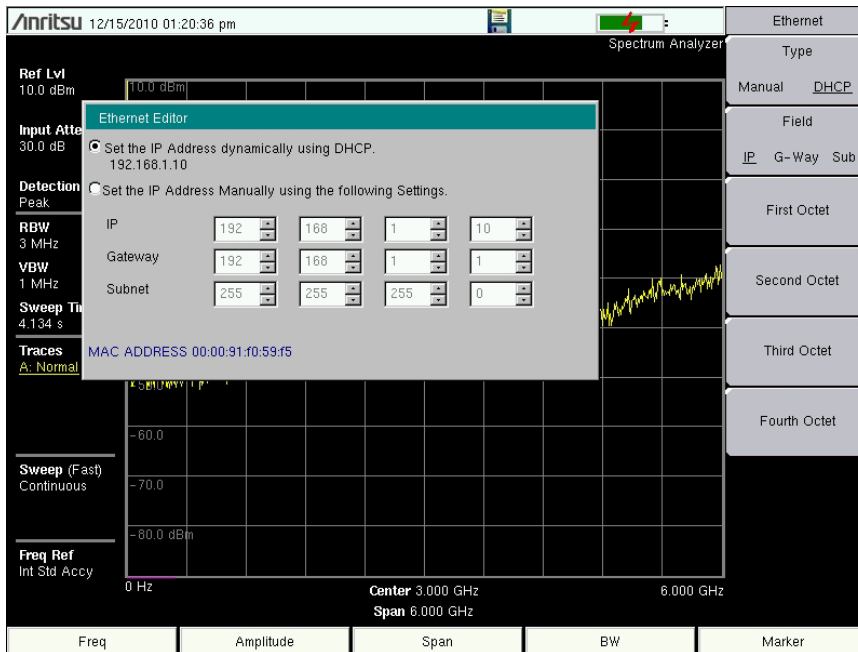 Anritsu 12/15/2010 01:20:36 pm
Spectrum Analyzer
Ref Lvl
10.0 dBm
Input Atte
30.0 dB
Detection
Peak
RBW
3 MHz
VBW
1 MHz
Sweep Ti
4.134 s
Traces
A: Normal
Sweep (Fast)
Continuous
Freq Ref
Int Std Accy
10.0 dBm
Ethernet Editor
Set the IP Address dynamically using DHCP.
192.168.1.10
Set the IP Address Manually using the following Settings.
IP 192 168 1 10
Gateway 192 168 1 1
Subnet 255 255 255 0
MAC ADDRESS 00:00:91:f0:59:f5
-60.0
-70.0
-80.0 dBm
0 Hz
Center 3.000 GHz
6.000 GHz
Span 6.000 GHz
Ethernet
Type
Manual DHCP
Field
IP G-Way Sub
First Octet
Second Octet
Third Octet
Fourth Octet
Freq
Amplitude
Span
BW
Marker